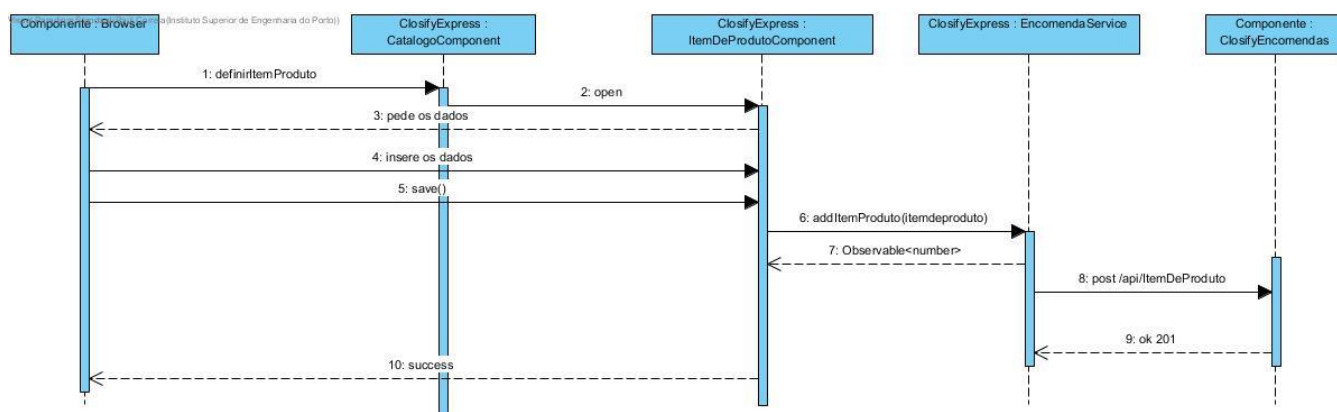 (Instituto Superior de Engenharia do Porto)
Componente : Browser
ClosifyExpress :
CatalogoComponent
ClosifyExpress :
ItemDeProdutoComponent
ClosifyExpress : EncomendaService
Componente :
ClosifyEncomendas
1: definirItemProduto
2: open
3: pede os dados
4: insere os dados
5: save()
6: addItemProduto(itemdeproduto)
7: Observable<number>
8: post /api/ItemDeProduto
9: ok 201
10: success